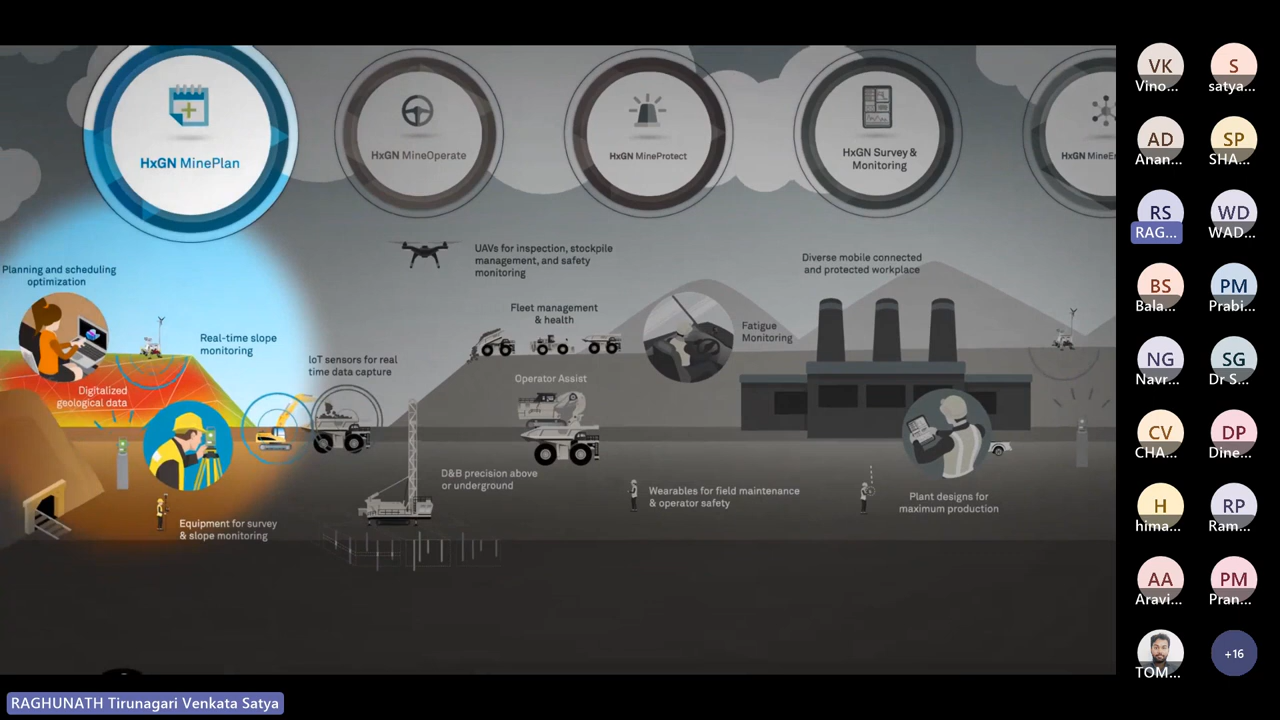 HxGN MinePlan
HxGN MineOperate
HxGN MineProtect
HxGN Survey &
Monitoring
HxGN
UAVs for inspection, stockpile
management, and safety
monitoring
Diverse mobile connected
and protected workplace
Planning and scheduling
optimization
Fleet management
& health
Fatigue
Monitoring
Real-time slope
monitoring
IoT sensors for real
time data capture
Operator Assist
Digitalized
geological data
D&B precision above
or underground
Wearables for field maintenance
& operator safety
Plant designs for
maximum production
Equipment for survey
& slope monitoring
VK
Vino...
S
satya...
AD
Anan...
SP
SHA...
RS
RAG...
WD
WAD...
BS
Bala...
PM
Prabi...
NG
Navr...
SG
Dr S...
CV
CHA...
DP
Dine...
H
hima...
RP
Ram...
AA
Aravi...
PM
Pran...
TOM...
+16
RAGHUNATH Tirunagari Venkata Satya